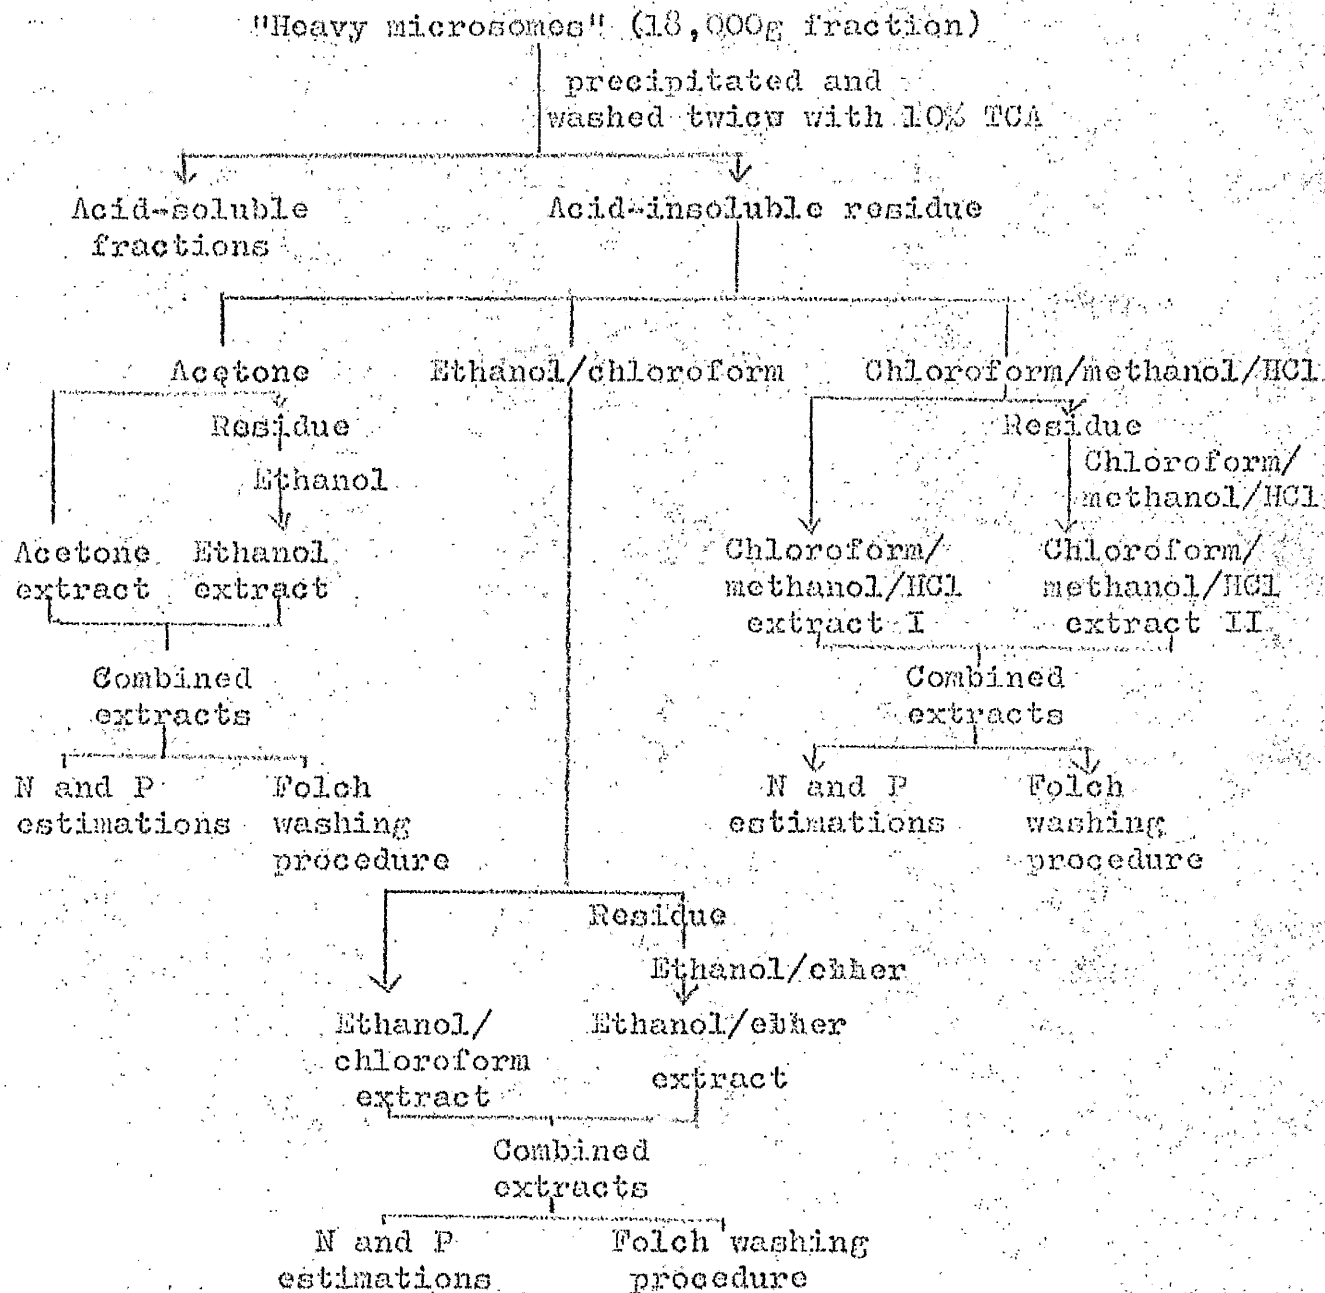 "Heavy microsomes" (18,000g fraction)
precipitated and
washed twicw with 10% TCA
Acid-soluble
fractions
Acid-insoluble residue
Acetone
Ethanol/chloroform
Chloroform/methanol/HCl
Residue
Ethanol
Residue
Chloroform/
methanol/HCl
Acetone
extract
Ethanol
extract
Chloroform/
methanol/HCl
extract I
Chloroform/
methanol/HCl
extract II
Combined
extracts
Combined
extracts
N and P
estimations
Folch
washing
procedure
N and P
estimations
Folch
washing
procedure
Residue
Ethanol/ehher
Ethanol/
chloroform
extract
Ethanol/ehher
extract
Combined
extracts
N and P
estimations
Folch washing
procedure